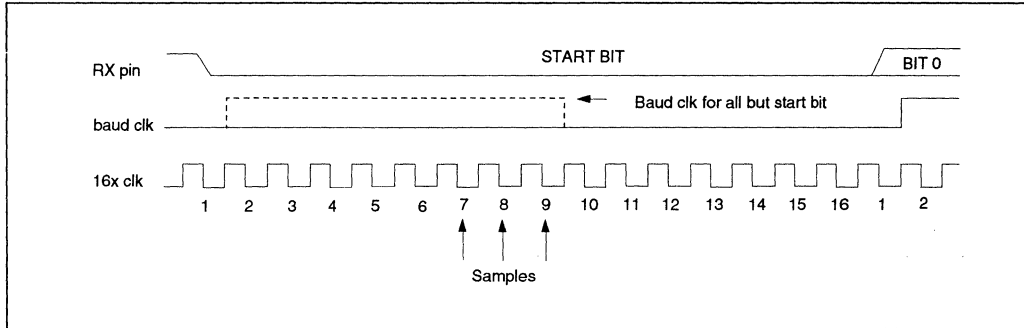 START BIT
RX pin
BIT 0
Baud clk for all but start bit
baud clk
16x clk
1 2 3 4 5 6 7 8 9 10 11 12 13 14 15 16 1 2
Samples